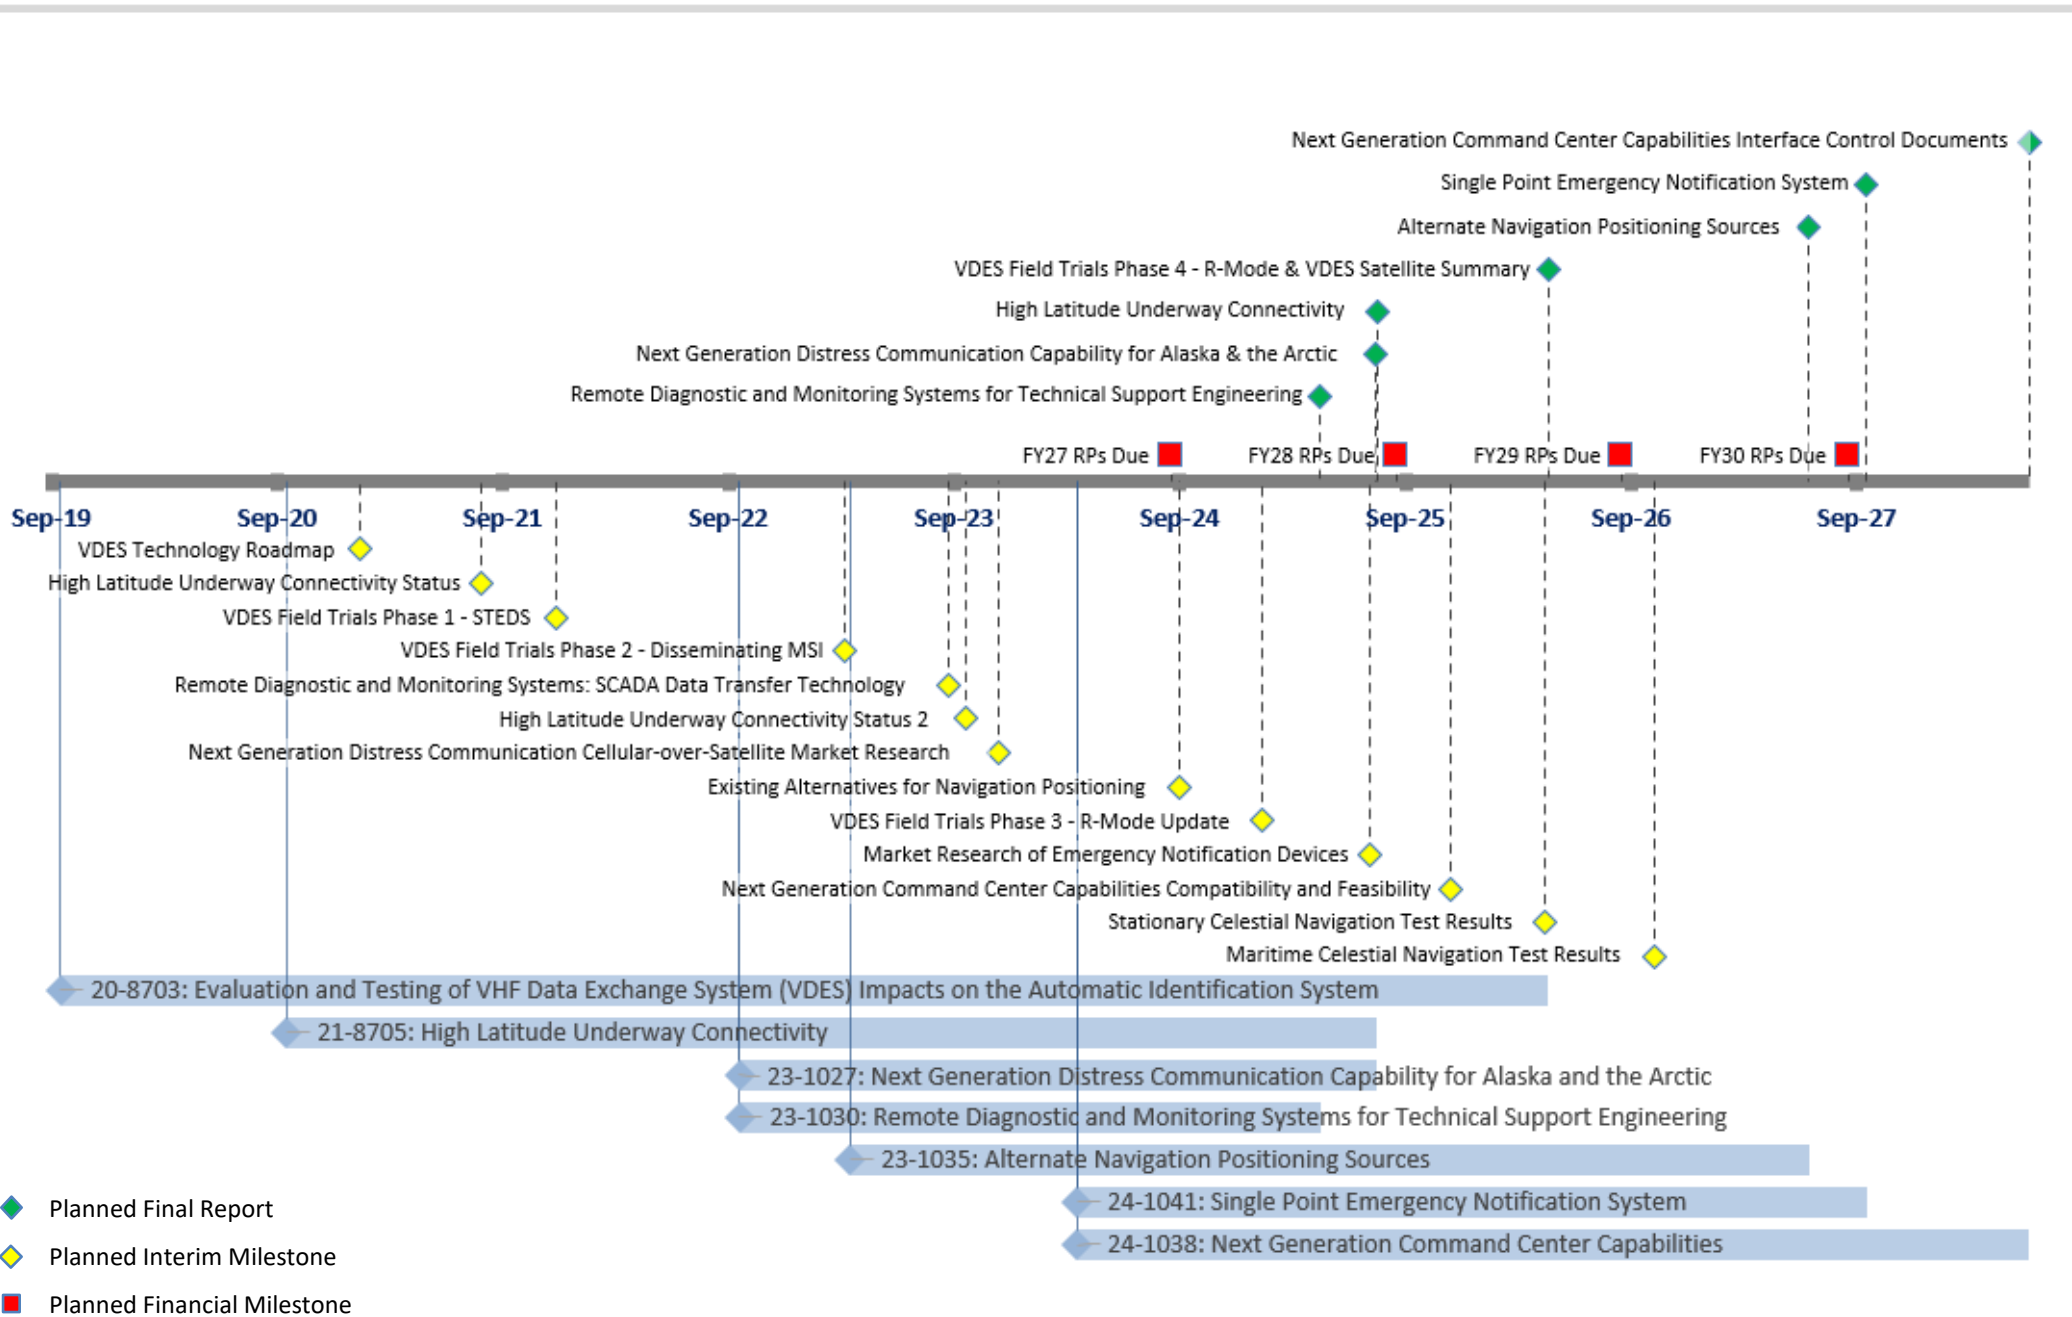 Next Generation Command Center Capabilities Interface Control Documents
Single Point Emergency Notification System
Alternate Navigation Positioning Sources
VDES Field Trials Phase 4 - R-Mode & VDES Satellite Summary
High Latitude Underway Connectivity
Next Generation Distress Communication Capability for Alaska & the Arctic
Remote Diagnostic and Monitoring Systems for Technical Support Engineering
FY27 RPs Due
FY28 RPs Due
FY29 RPs Due
FY30 RPs Due
Sep-19
Sep-20
Sep-21
Sep-22
Sep-23
Sep-24
Sep-25
Sep-26
Sep-27
VDES Technology Roadmap
High Latitude Underway Connectivity Status
VDES Field Trials Phase 1 - STEDS
VDES Field Trials Phase 2 - Disseminating MSI
Remote Diagnostic and Monitoring Systems: SCADA Data Transfer Technology
High Latitude Underway Connectivity Status 2
Next Generation Distress Communication Cellular-over-Satellite Market Research
Existing Alternatives for Navigation Positioning
VDES Field Trials Phase 3 - R-Mode Update
Market Research of Emergency Notification Devices
Next Generation Command Center Capabilities Compatibility and Feasibility
Stationary Celestial Navigation Test Results
Maritime Celestial Navigation Test Results
20-8703: Evaluation and Testing of VHF Data Exchange System (VDES) Impacts on the Automatic Identification System
21-8705: High Latitude Underway Connectivity
23-1027: Next Generation Distress Communication Capability for Alaska and the Arctic
23-1030: Remote Diagnostic and Monitoring Systems for Technical Support Engineering
23-1035: Alternate Navigation Positioning Sources
24-1041: Single Point Emergency Notification System
24-1038: Next Generation Command Center Capabilities
Planned Final Report
Planned Interim Milestone
Planned Financial Milestone